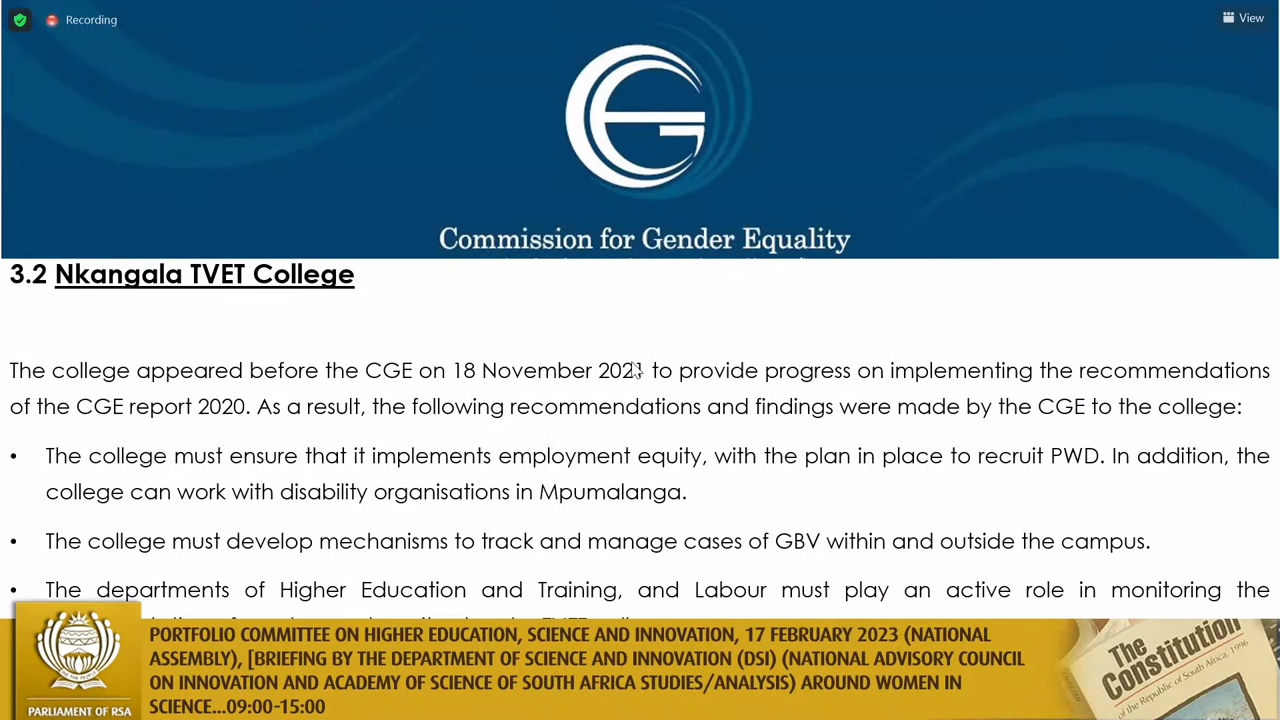 Recording
View
Commission for Gender Equality
3.2 Nkangala TVET College
The college appeared before the CGE on 18 November 2021 to provide progress on implementing the recommendations
of the CGE report 2020. As a result, the following recommendations and findings were made by the CGE to the college:
• The college must ensure that it implements employment equity, with the plan in place to recruit PWD. In addition, the
college can work with disability organisations in Mpumalanga.
• The college must develop mechanisms to track and manage cases of GBV within and outside the campus.
• The departments of Higher Education and Training, and Labour must play an active role in monitoring the
PORTFOLIO COMMITTEE ON HIGHER EDUCATION, SCIENCE AND INNOVATION, 17 FEBRUARY 2023 (NATIONAL
ASSEMBLY), [BRIEFING BY THE DEPARTMENT OF SCIENCE AND INNOVATION (DSI) (NATIONAL ADVISORY COUNCIL
ON INNOVATION AND ACADEMY OF SCIENCE OF SOUTH AFRICA STUDIES/ANALYSIS) AROUND WOMEN IN
SCIENCE...09:00-15:00
PARLIAMENT OF RSA
The
Constitution
of the Republic of South Africa, 1996